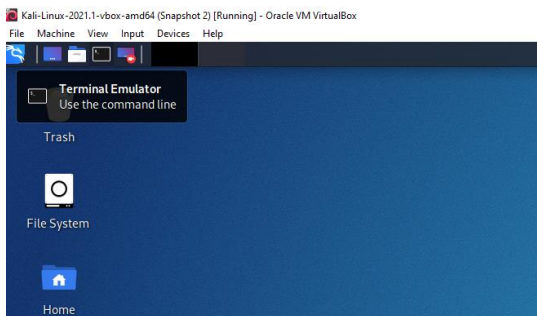 Kali-Linux-2021.1-vbox-amd64 (Snapshot 2) [Running] - Oracle VM VirtualBox
File Machine View Input Devices Help
Terminal Emulator
Use the command line
Trash
File System
Home